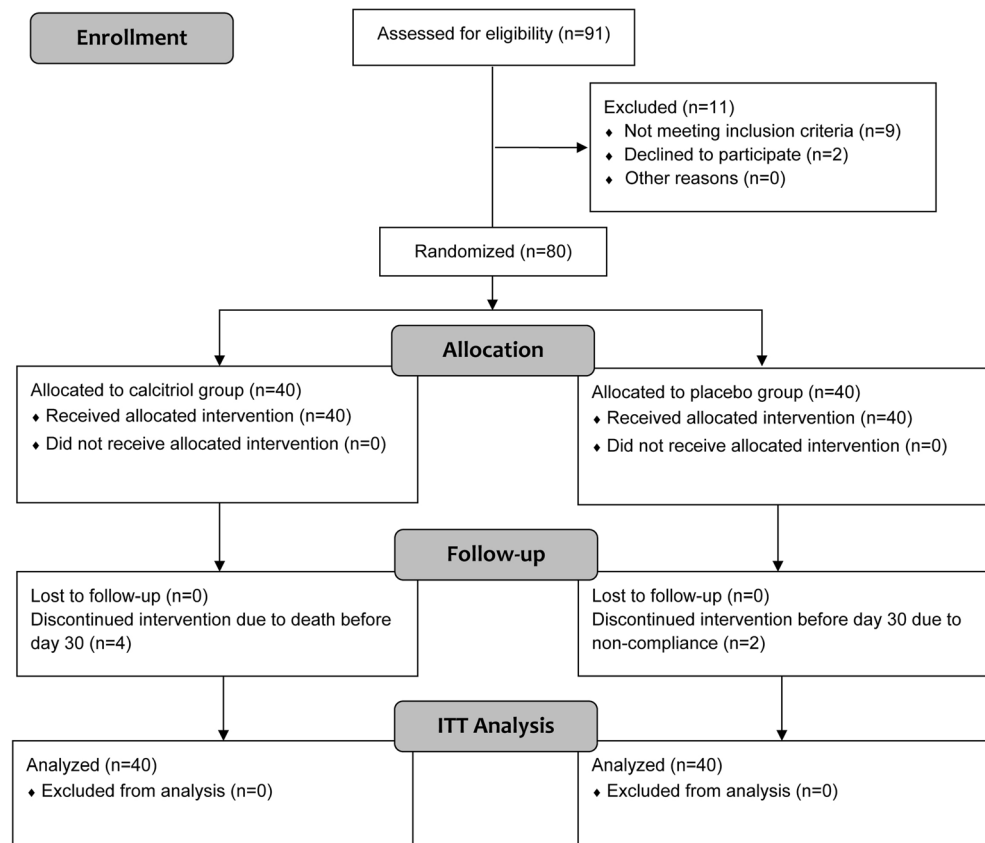 Enrollment
Assessed for eligibility (n=91)
Excluded (n=11)
♦ Not meeting inclusion criteria (n=9)
♦ Declined to participate (n=2)
♦ Other reasons (n=0)
Randomized (n=80)
Allocation
Allocated to calcitriol group (n=40)
♦ Received allocated intervention (n=40)
♦ Did not receive allocated intervention (n=0)
Allocated to placebo group (n=40)
♦ Received allocated intervention (n=40)
♦ Did not receive allocated intervention (n=0)
Follow-up
Lost to follow-up (n=0)
Discontinued intervention due to death before
day 30 (n=4)
Lost to follow-up (n=0)
Discontinued intervention before day 30 due to
non-compliance (n=2)
ITT Analysis
Analyzed (n=40)
♦ Excluded from analysis (n=0)
Analyzed (n=40)
♦ Excluded from analysis (n=0)